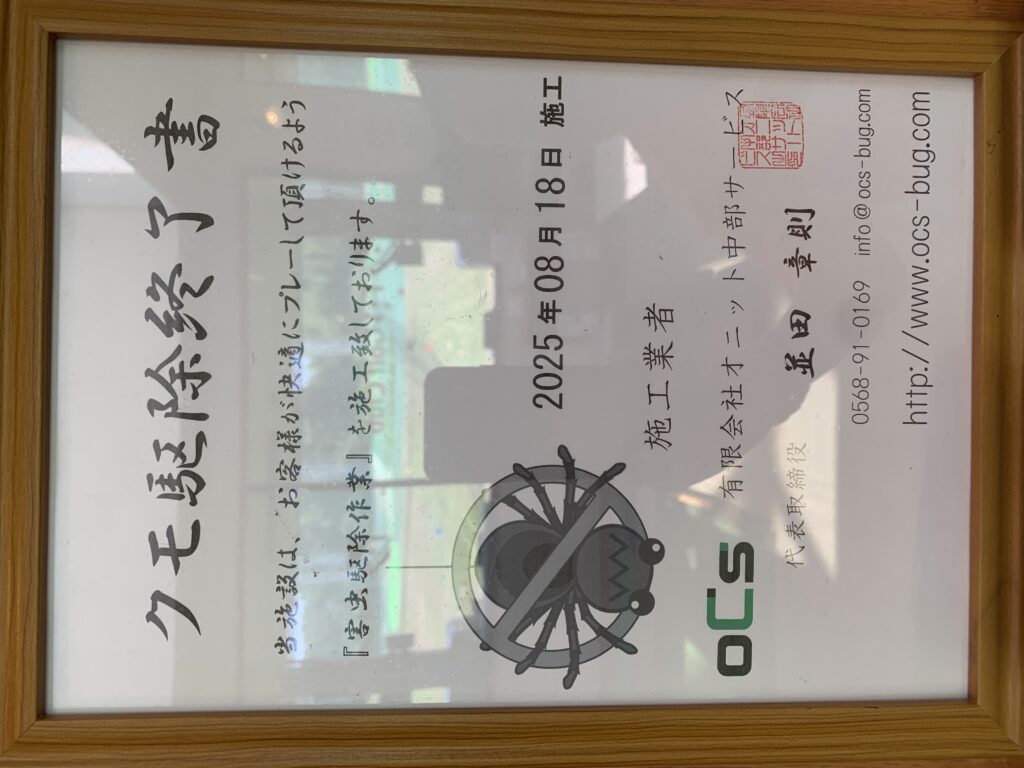 クモ駆除終了書
当施設は、お客様が快適にプレーして頂けるよう
『害虫駆除作業』を施工致しております。
2025年08月18日 施工
施工業者
ocs 有限会社オニット中部サービス
代表取締役 並田 章則
0568-91-0169 info@ocs-bug.com
http://www.ocs-bug.com